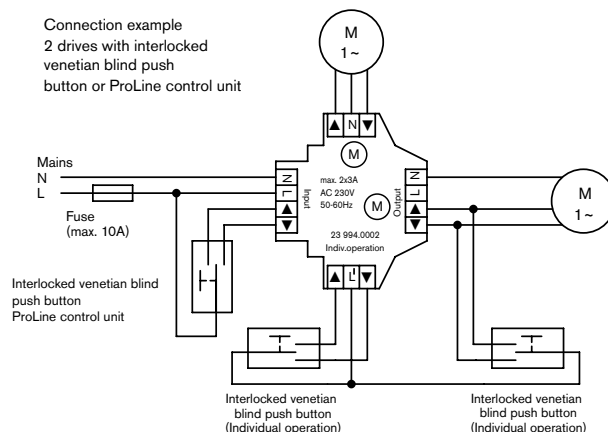 Connection example
2 drives with interlocked
venetian blind push
button or ProLine control unit
M
1~
▲ N ▼
Mains
N
L
Fuse
(max. 10A)
N
L
▲
▼
Input
M
max. 2x3A
AC 230V
50-60Hz
M
23 994.0002
Indiv.operation
Output
N
L
▲
▼
M
1~
▲ L' ▼
Interlocked venetian blind
push button
ProLine control unit
Interlocked venetian
blind push button
(Individual operation)
Interlocked venetian
blind push button
(Individual operation)